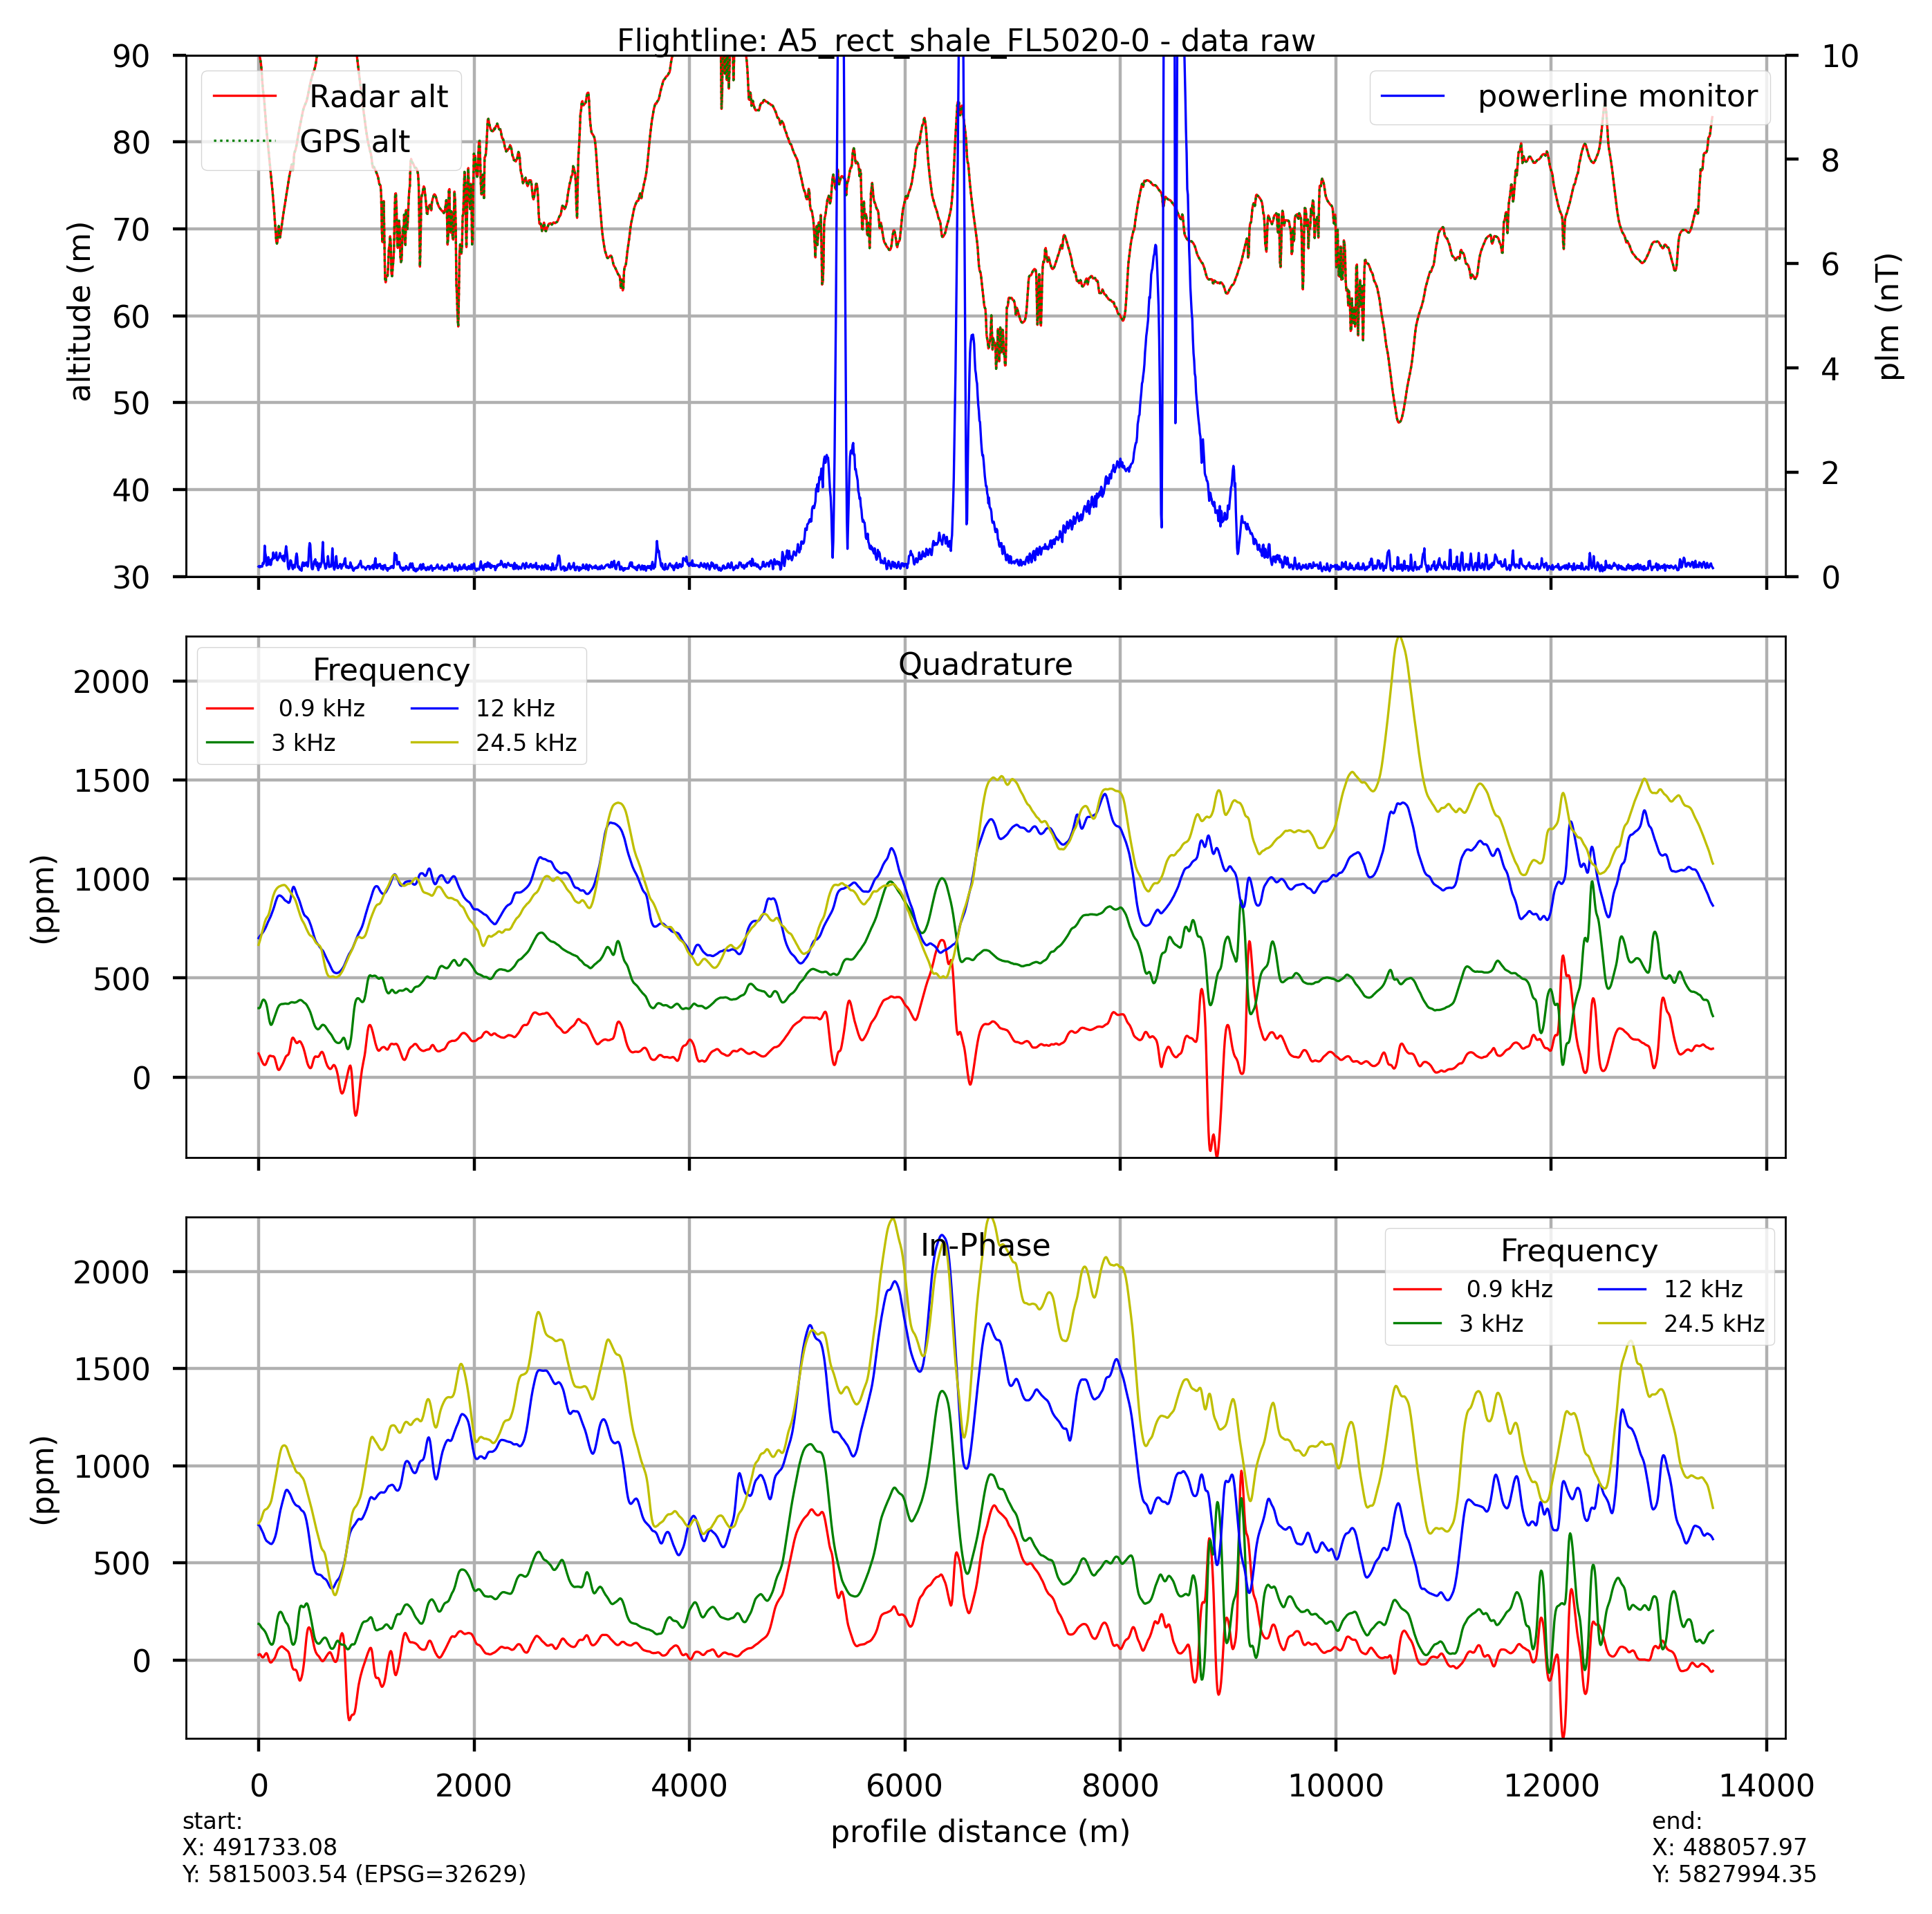 Flightline: A5_rect_shale_FL5020-0 - data raw
90
80
70
60
50
40
30
altitude (m)
Radar alt
GPS alt
powerline monitor
10
8
6
4
2
0
plm (nT)
Quadrature
Frequency
0.9 kHz
3 kHz
12 kHz
24.5 kHz
2000
1500
1000
500
0
(ppm)
In-Phase
Frequency
0.9 kHz
3 kHz
12 kHz
24.5 kHz
2000
1500
1000
500
0
(ppm)
0 2000 4000 6000 8000 10000 12000 14000
profile distance (m)
start:
X: 491733.08
Y: 5815003.54 (EPSG=32629)
end:
X: 488057.97
Y: 5827994.35